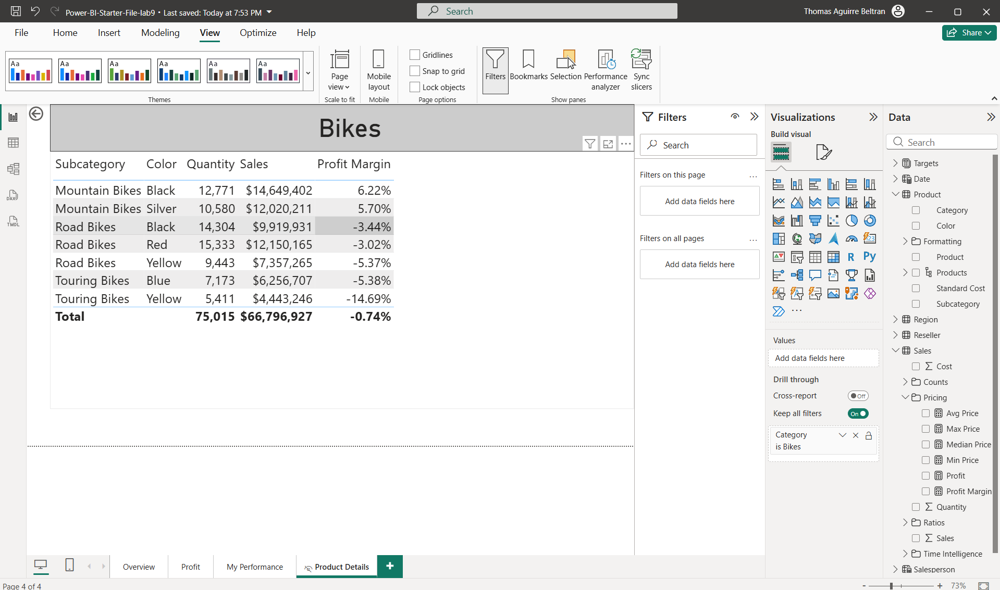 Power-BI-Starter-File-lab9 • Last saved: Today at 7:53 PM
Search
Thomas Aguirre Beltran
File Home Insert Modeling View Optimize Help
Share
Aa Aa Aa Aa Aa Aa
Themes
Page view
Scale to fit
Mobile layout
Mobile
Gridlines
Snap to grid
Lock objects
Page options
Filters
Bookmarks
Selection
Performance analyzer
Sync slicers
Show panes
DAX
TMDL
Bikes
Subcategory Color Quantity Sales Profit Margin
Mountain Bikes Black 12,771 $14,649,402 6.22%
Mountain Bikes Silver 10,580 $12,020,211 5.70%
Road Bikes Black 14,304 $9,919,931 -3.44%
Road Bikes Red 15,333 $12,150,165 -3.02%
Road Bikes Yellow 9,443 $7,357,265 -5.37%
Touring Bikes Blue 7,173 $6,256,707 -5.38%
Touring Bikes Yellow 5,411 $4,443,246 -14.69%
Total 75,015 $66,796,927 -0.74%
Filters
Search
Filters on this page
Add data fields here
Filters on all pages
Add data fields here
Visualizations
Build visual
123
R
Py
Values
Add data fields here
Drill through
Cross-report Off
Keep all filters On
Category
is Bikes
Data
Search
Targets
Date
Product
Category
Color
Formatting
Product
Products
Standard Cost
Subcategory
Region
Reseller
Sales
Cost
Counts
Pricing
Avg Price
Max Price
Median Price
Min Price
Profit
Profit Margin
Quantity
Ratios
Sales
Time Intelligence
Salesperson
Overview Profit My Performance Product Details +
Page 4 of 4
- + 73%